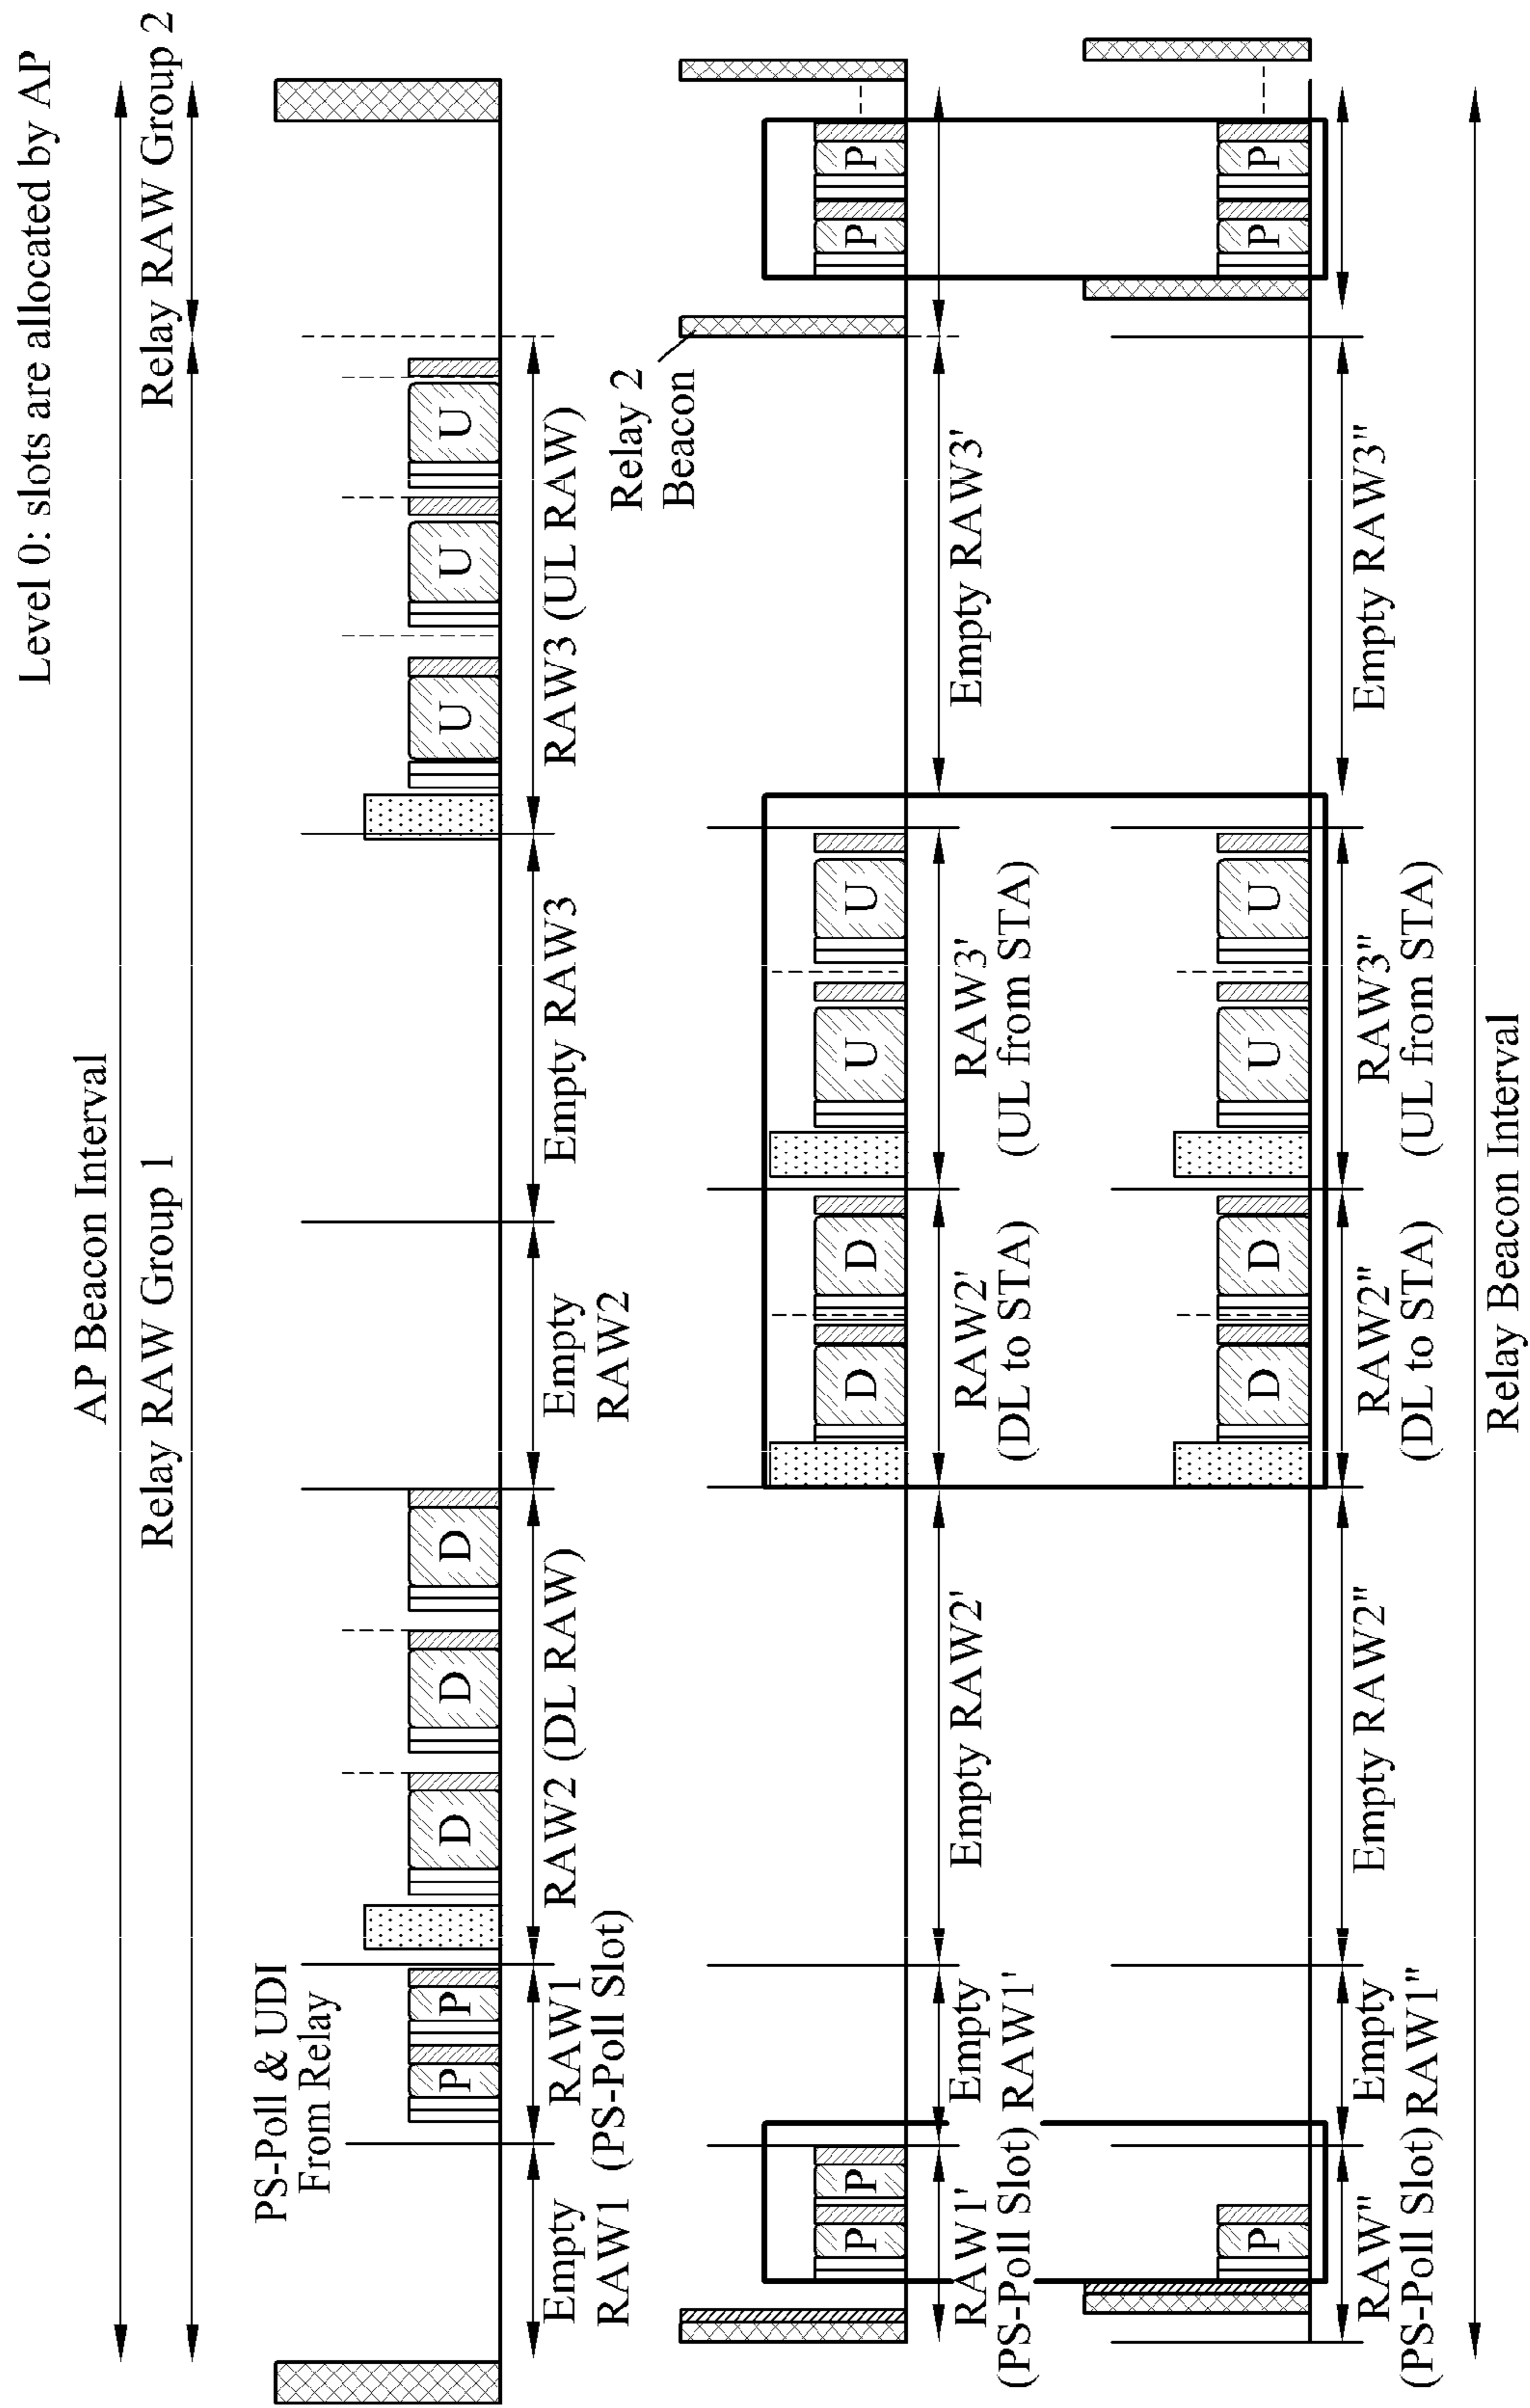 Level 0: slots are allocated by AP
AP Beacon Interval
Relay RAW Group 1
Relay RAW Group 2
PS-Poll & UDI
From Relay
P
P
D
D
D
U
U
U
Empty
RAW1
RAW1
(PS-Poll Slot)
RAW2 (DL RAW)
Empty
RAW2
Empty RAW3
RAW3 (UL RAW)
Relay 2
Beacon
P
P
D
D
U
U
P
P
RAW1'
(PS-Poll Slot)
Empty
RAW1'
Empty RAW2'
RAW2'
(DL to STA)
RAW3'
(UL from STA)
Empty RAW3'
P
D
D
U
U
P
P
RAW"
(PS-Poll Slot)
Empty
RAW1"
Empty RAW2"
RAW2"
(DL to STA)
RAW3"
(UL from STA)
Empty RAW3"
Relay Beacon Interval